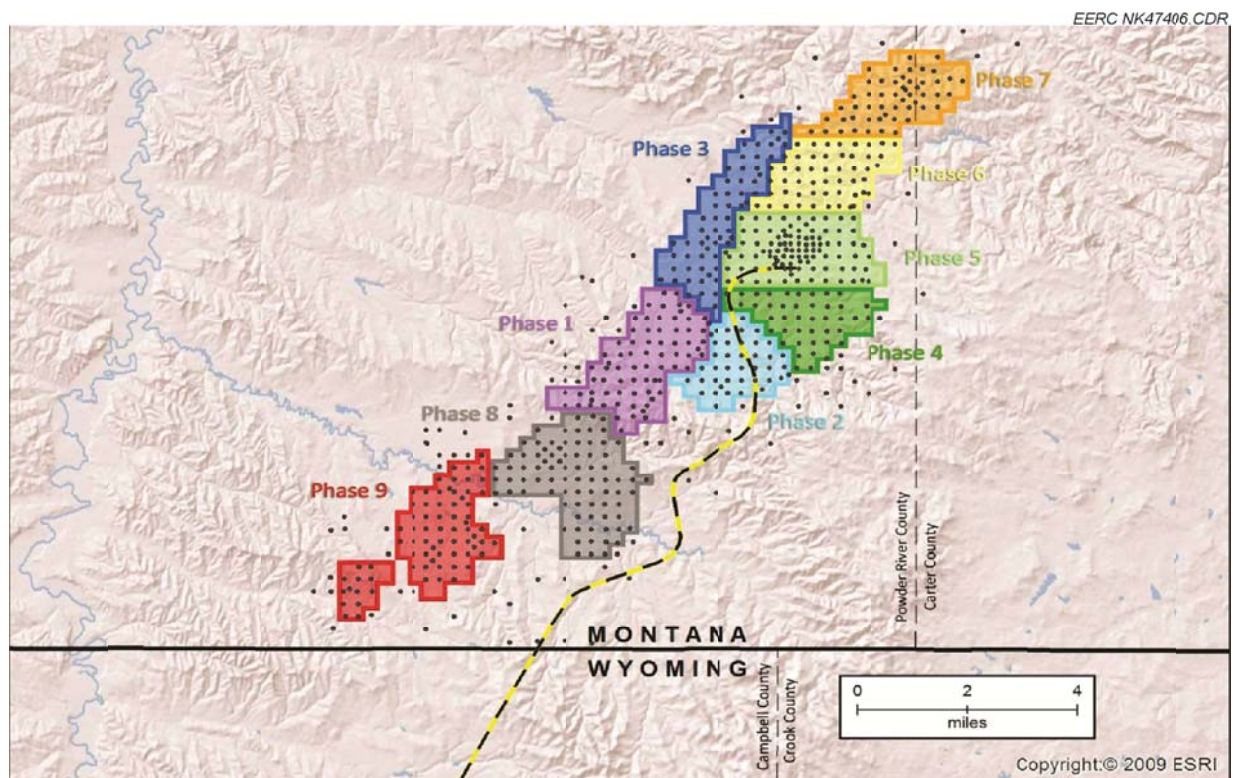 EERC NK47406.CDR
Phase 7
Phase 3
Phase 6
Phase 5
Phase 1
Phase 4
Phase 8
Phase 2
Phase 9
Powder River County
Carter County
MONTANA
WYOMING
Campbell County
Crook County
0 2 4
miles
Copyright:© 2009 ESRI